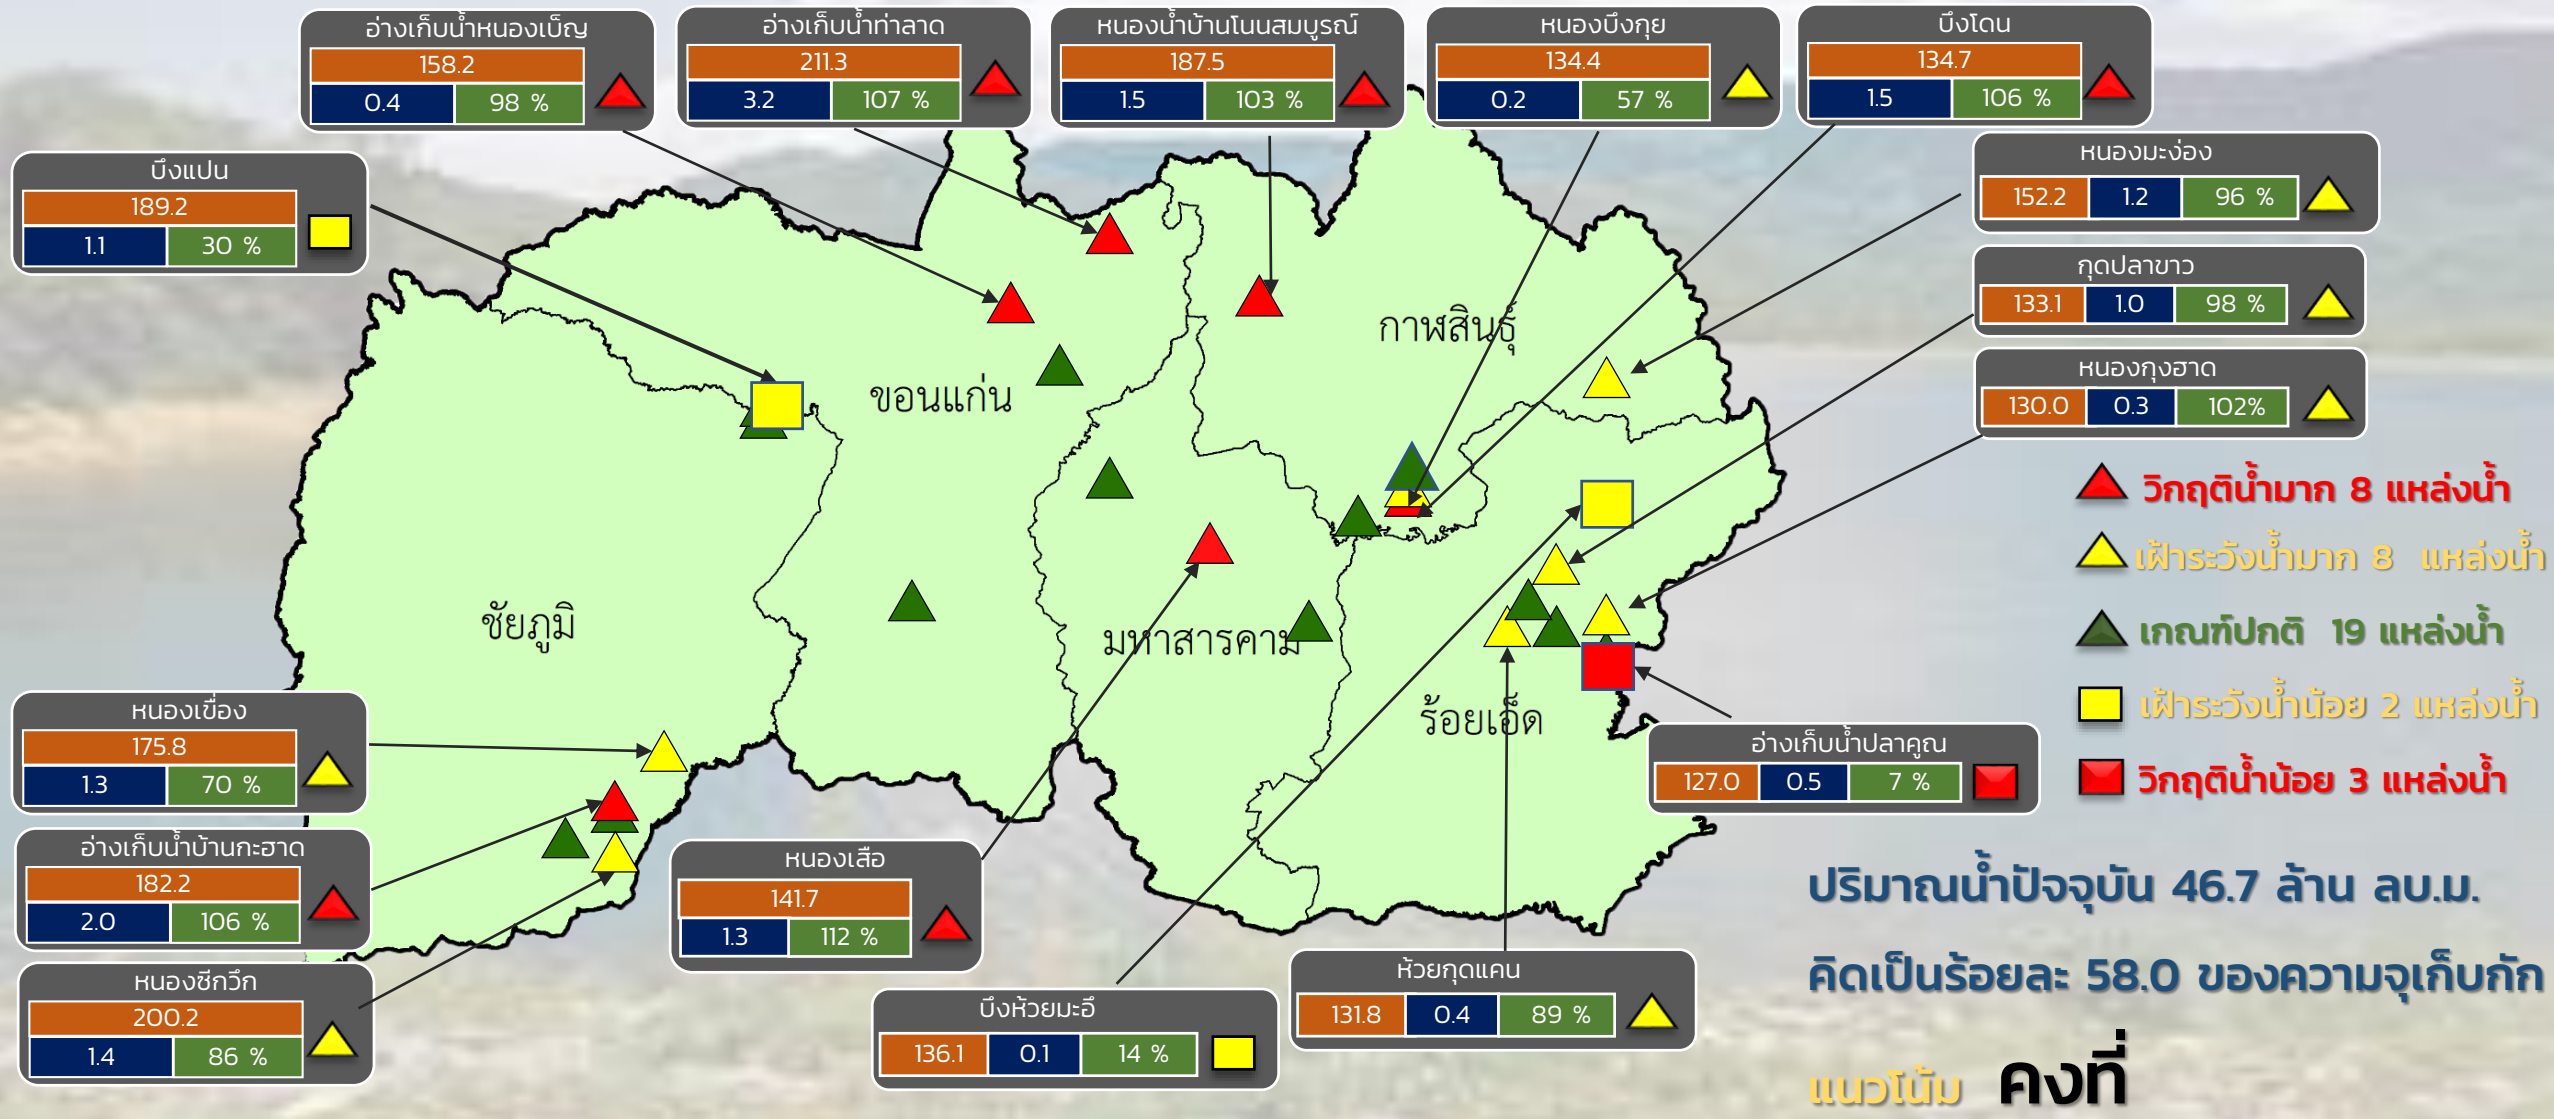 อ่างเก็บน้ำหนองเบ็ญ
158.2
0.4 98 %
อ่างเก็บน้ำท่าลาด
211.3
3.2 107 %
หนองน้ำบ้านโนนสมบูรณ์
187.5
1.5 103 %
หนองบึงกุย
134.4
0.2 57 %
บึงโดน
134.7
1.5 106 %
บึงแปน
189.2
1.1 30 %
หนองมะง่อง
152.2 1.2 96 %
กุดปลาขาว
133.1 1.0 98 %
หนองกุงฮาด
130.0 0.3 102%
กาฬสินธุ์
ขอนแก่น
ชัยภูมิ
มหาสารคาม
ร้อยเอ็ด
วิกฤติน้ำมาก 8 แหล่งน้ำ
เฝ้าระวังน้ำมาก 8 แหล่งน้ำ
เกณฑ์ปกติ 19 แหล่งน้ำ
เฝ้าระวังน้ำน้อย 2 แหล่งน้ำ
วิกฤติน้ำน้อย 3 แหล่งน้ำ
หนองเขื่อง
175.8
1.3 70 %
อ่างเก็บน้ำบ้านกะฮาด
182.2
2.0 106 %
หนองซีกวึก
200.2
1.4 86 %
หนองเสือ
141.7
1.3 112 %
บึงห้วยมะอึ
136.1 0.1 14 %
ห้วยกุดแคน
131.8 0.4 89 %
อ่างเก็บน้ำปลาคูณ
127.0 0.5 7 %
ปริมาณน้ำปัจจุบัน 46.7 ล้าน ลบ.ม.
คิดเป็นร้อยละ 58.0 ของความจุเก็บกัก
แนวโน้ม คงที่